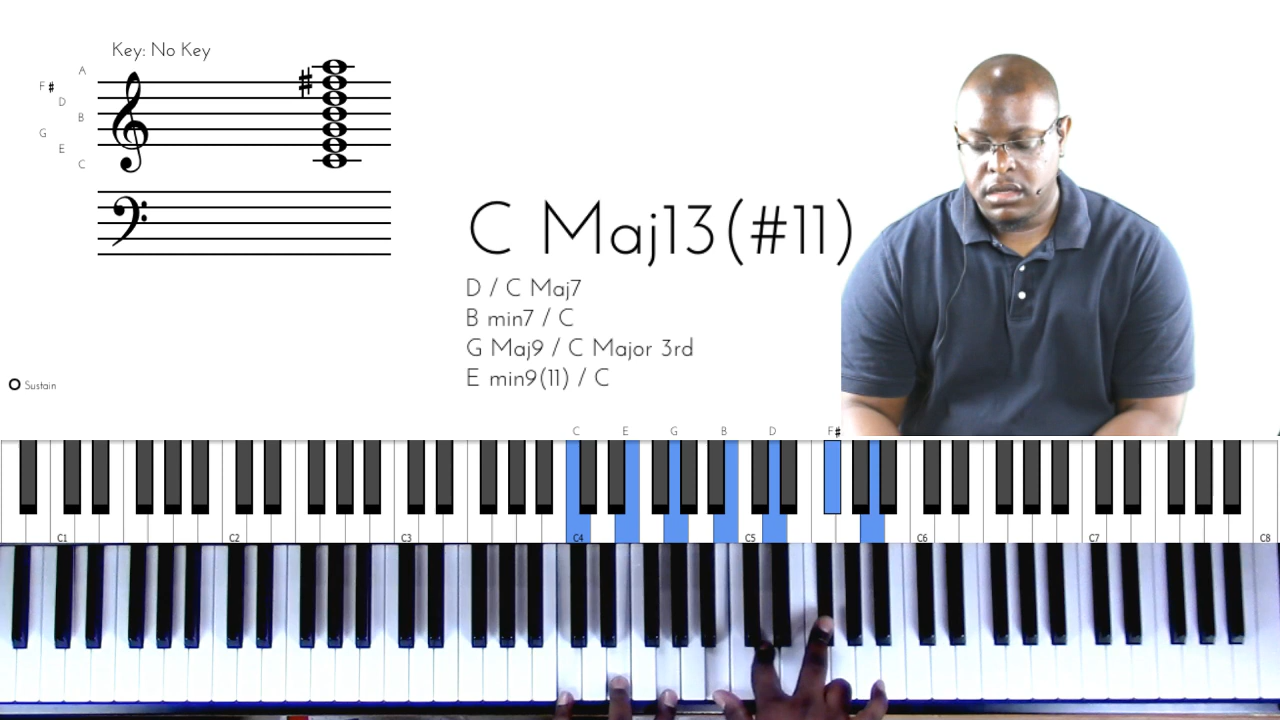 Key: No Key
A
F#
D
B
G
E
C
C Maj13(#11)
D / C Maj7
B min7 / C
G Maj9 / C Major 3rd
E min9(11) / C
Sustain
C E G B D F#
C1 C2 C3 C4 C5 C6 C7 C8